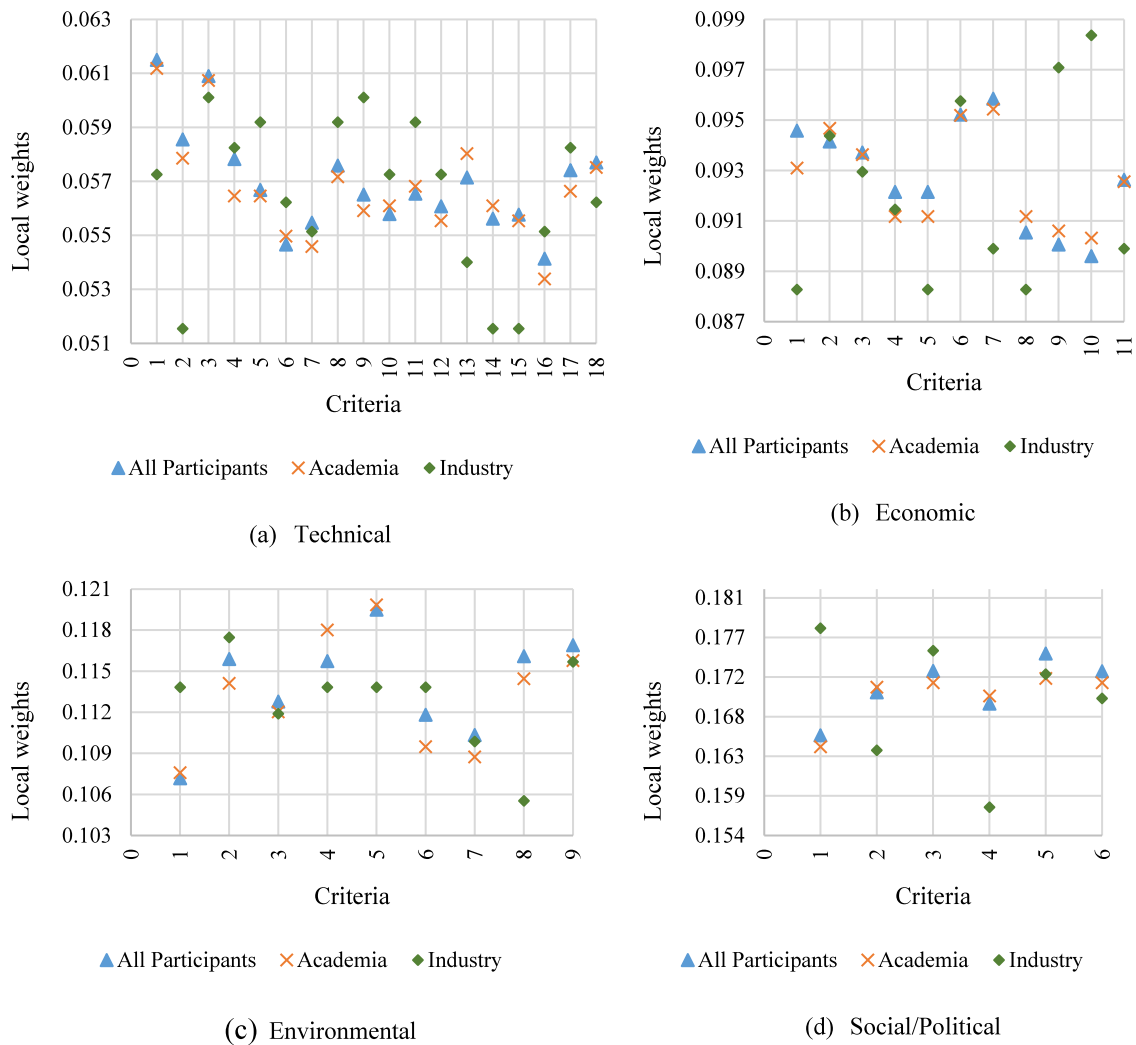 0.063
0.061
0.059
0.057
0.055
0.053
0.051
Local weights
0 1 2 3 4 5 6 7 8 9 10 11 12 13 14 15 16 17 18
Criteria
All Participants Academia Industry
(a) Technical
0.099
0.097
0.095
0.093
0.091
0.089
0.087
Local weights
0 1 2 3 4 5 6 7 8 9 10 11
Criteria
All Participants Academia Industry
(b) Economic
0.121
0.118
0.115
0.112
0.109
0.106
0.103
Local weights
0 1 2 3 4 5 6 7 8 9
Criteria
All Participants Academia Industry
(c) Environmental
0.181
0.177
0.172
0.168
0.163
0.159
0.154
Local weights
0 1 2 3 4 5 6
Criteria
All Participants Academia Industry
(d) Social/Political